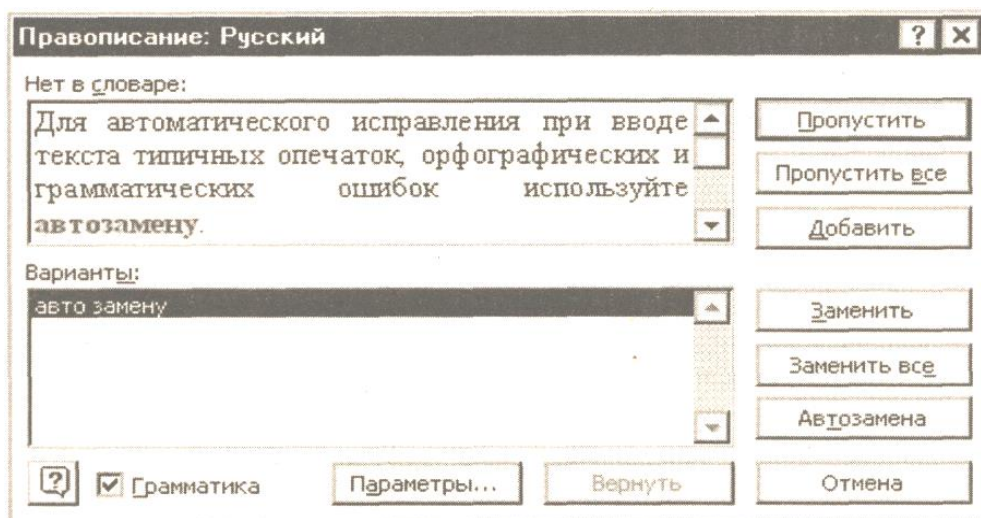 Правописание: Русский
Нет в словаре:
Для автоматического исправления при вводе
текста типичных опечаток, орфографических и
грамматических ошибок используйте
автозамену.
Пропустить
Пропустить все
Добавить
Варианты:
авто замену
Заменить
Заменить все
Автозамена
Грамматика
Параметры...
Вернуть
Отмена